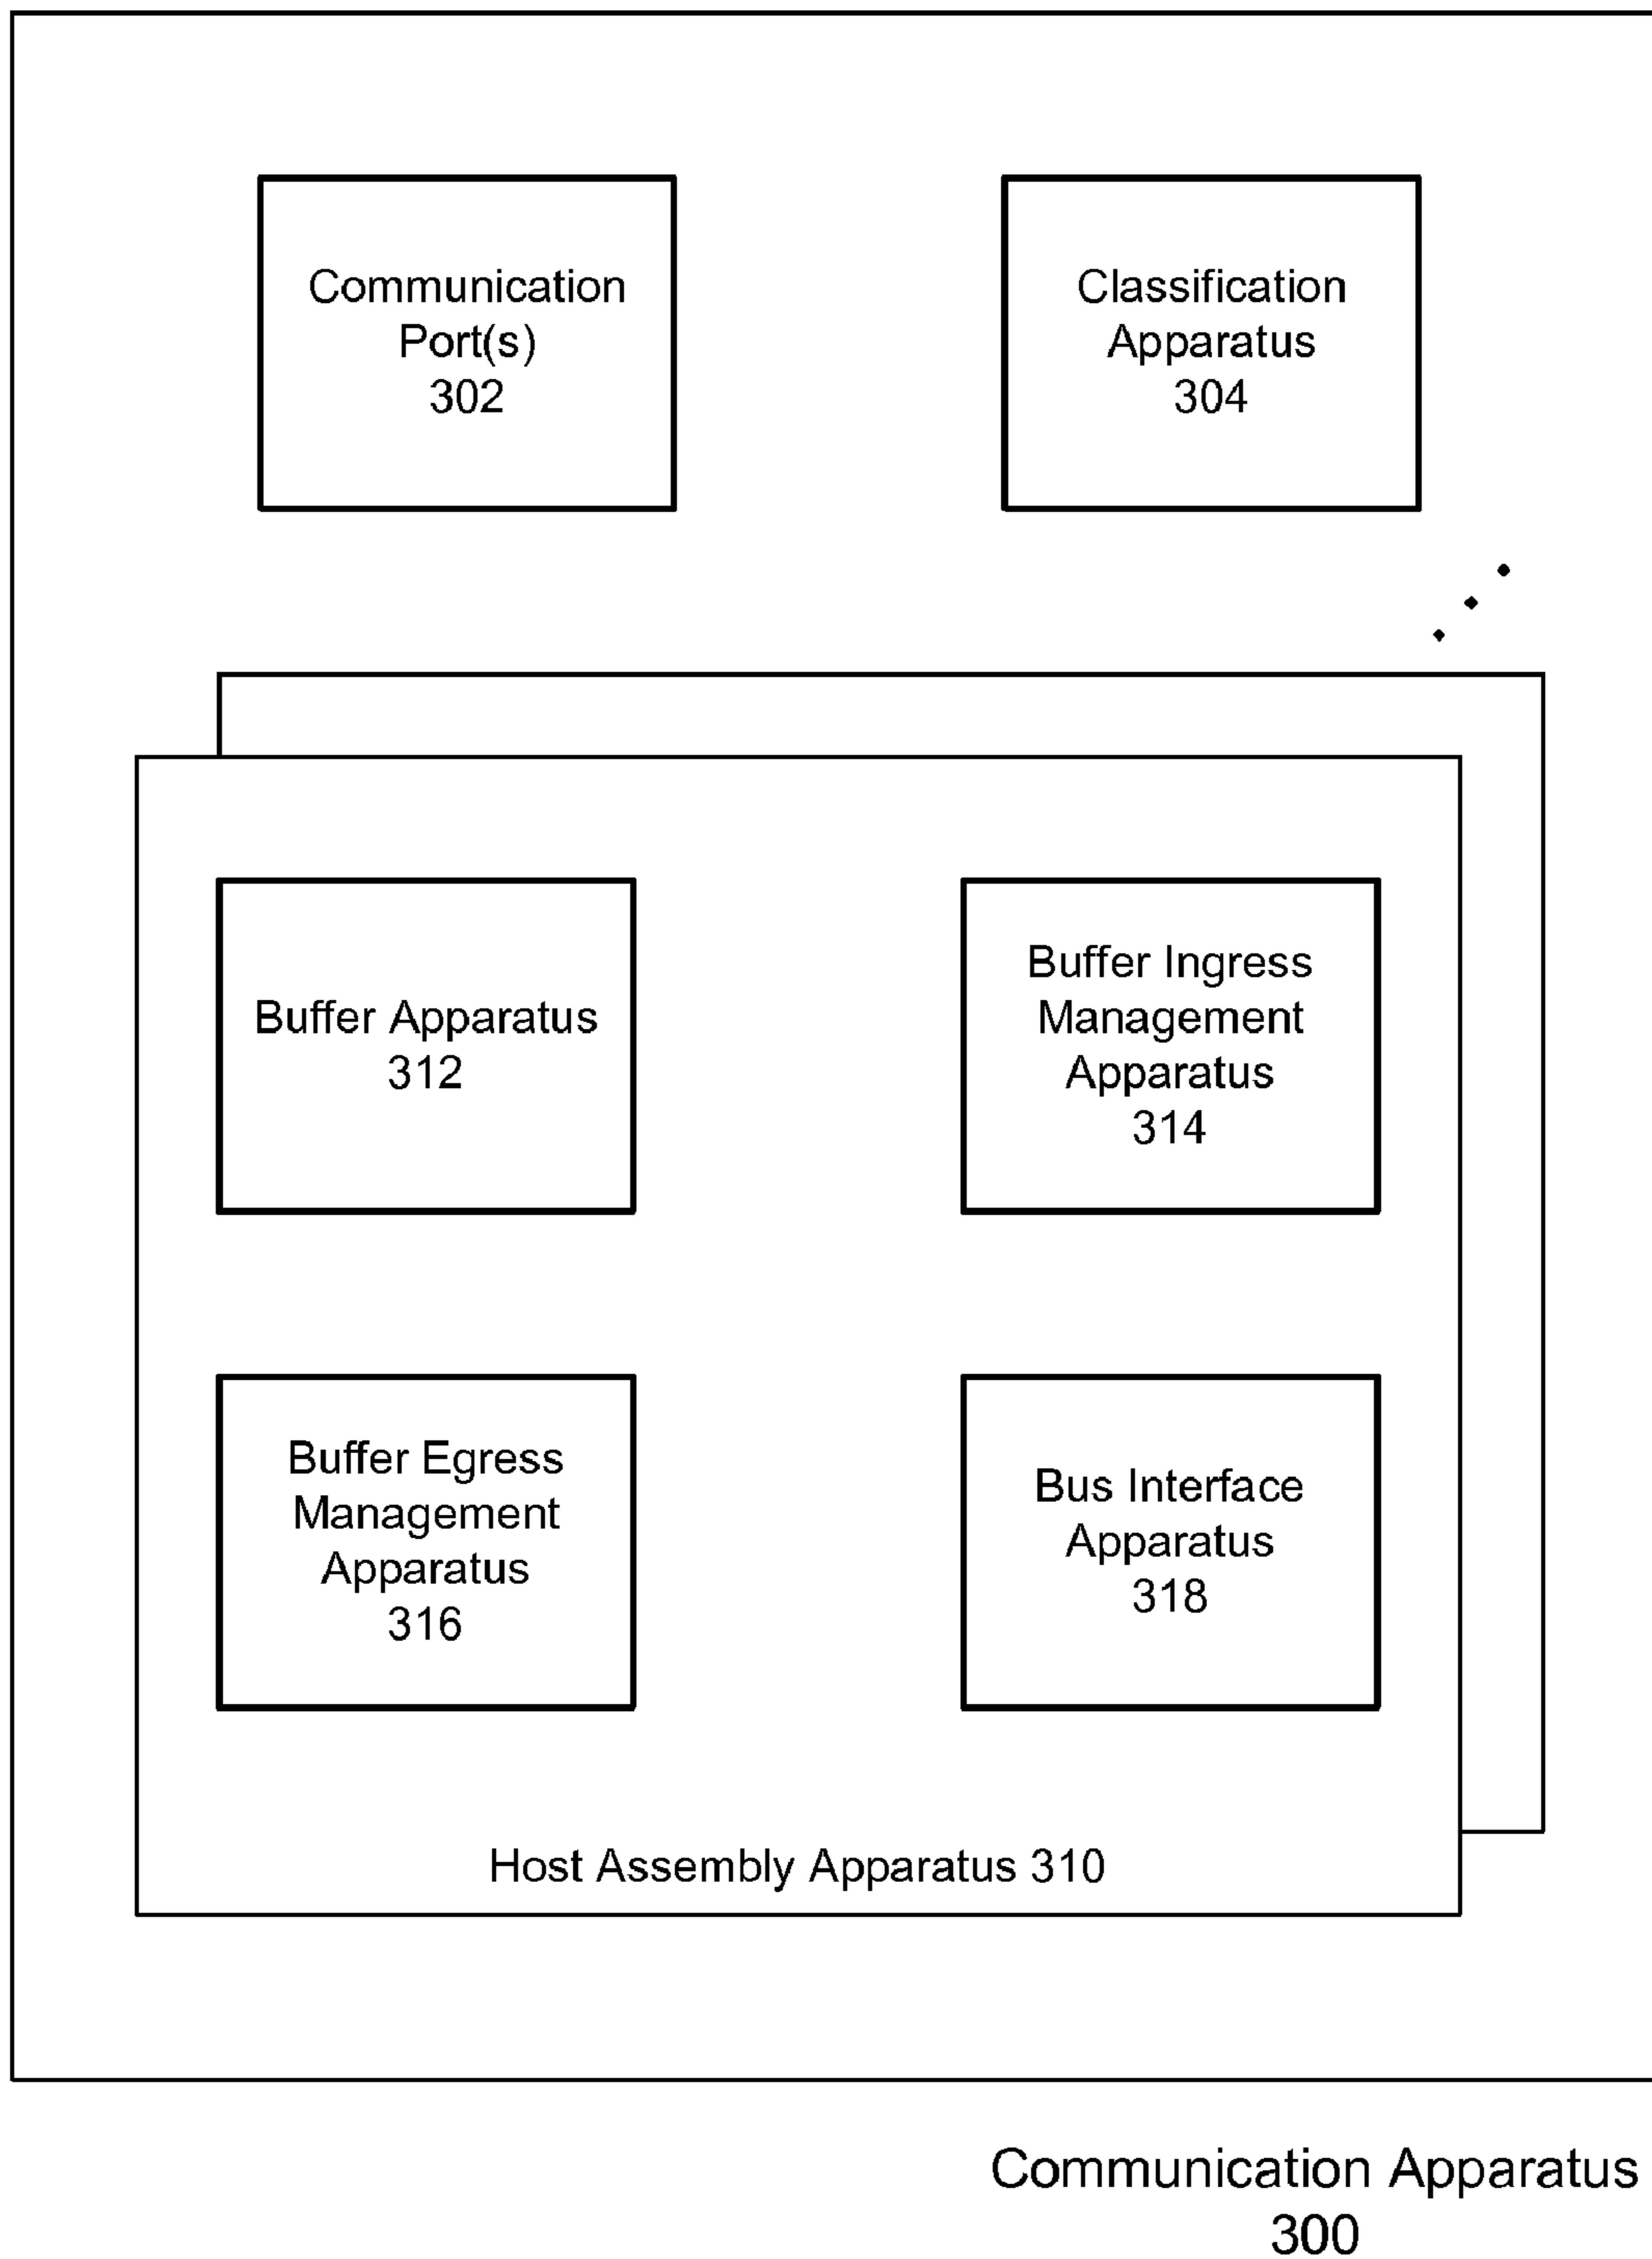 Communication
Port(s)
302
Classification
Apparatus
304
Buffer Apparatus
312
Buffer Ingress
Management
Apparatus
314
Buffer Egress
Management
Apparatus
316
Bus Interface
Apparatus
318
Host Assembly Apparatus 310
Communication Apparatus
300